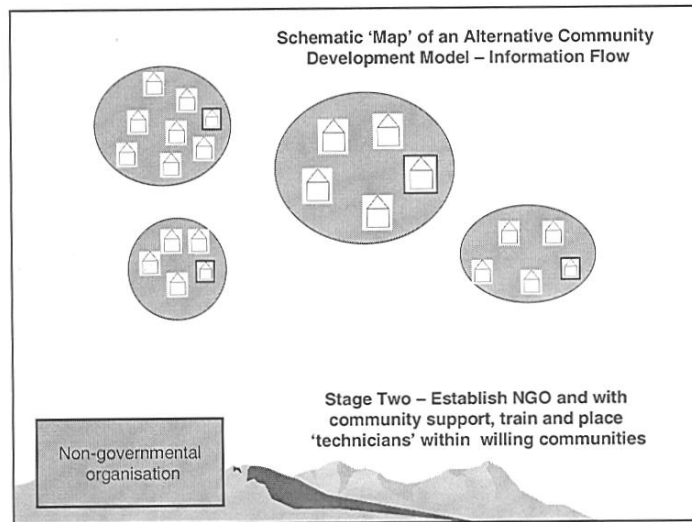 Schematic ‘Map’ of an Alternative Community
Development Model – Information Flow
Stage Two – Establish NGO and with
community support, train and place
‘technicians’ within willing communities
Non-governmental
organisation